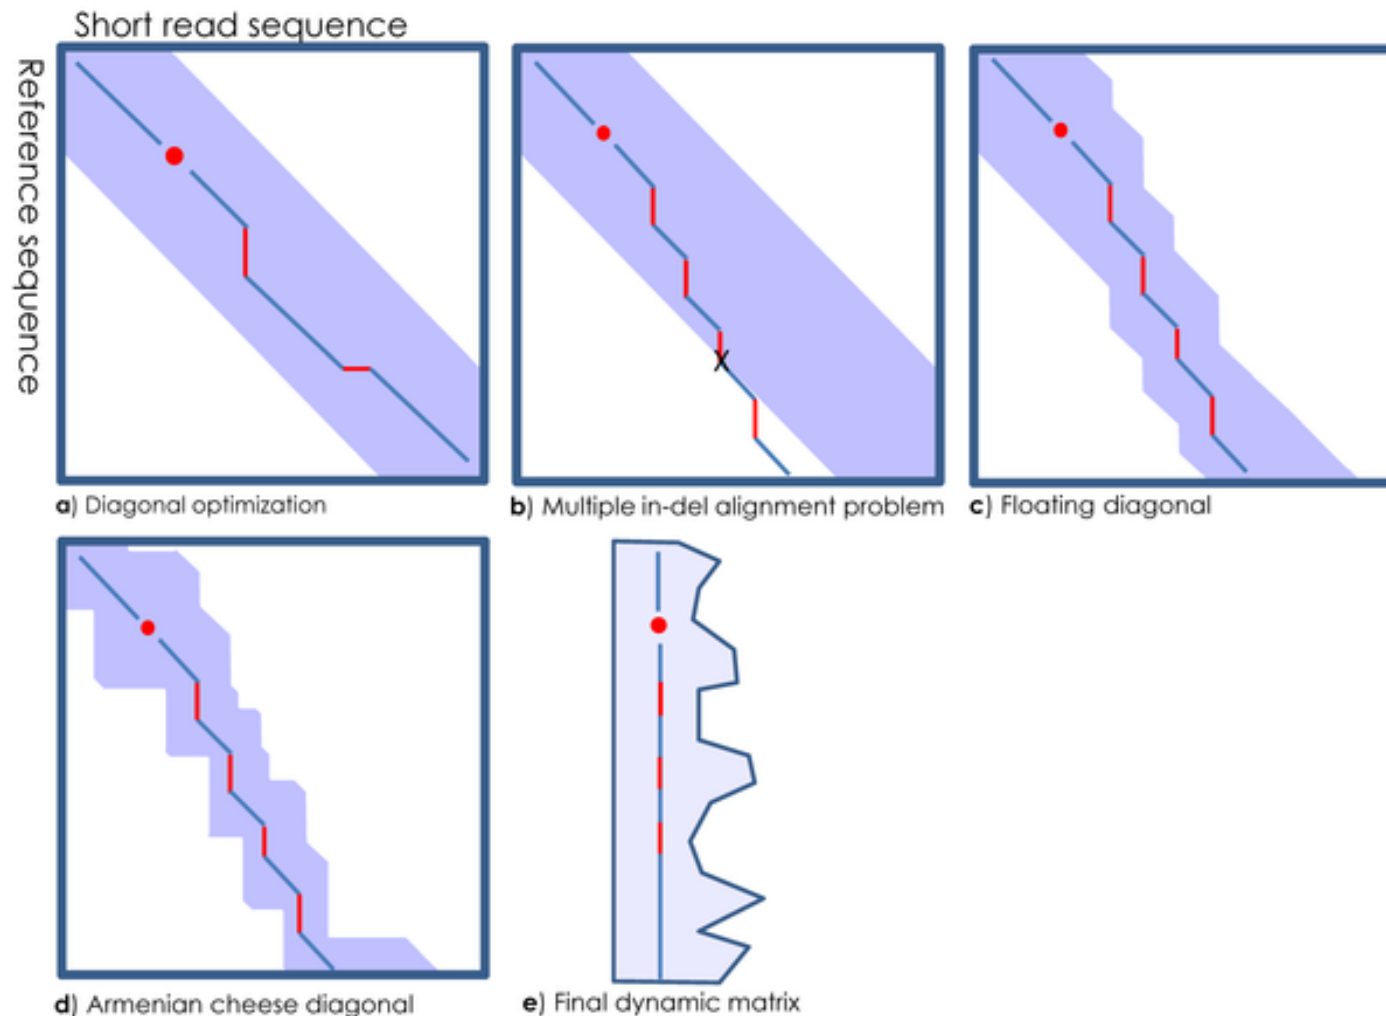 Short read sequence
Reference sequence
a) Diagonal optimization
b) Multiple in-del alignment problem
c) Floating diagonal
X
d) Armenian cheese diagonal
e) Final dynamic matrix